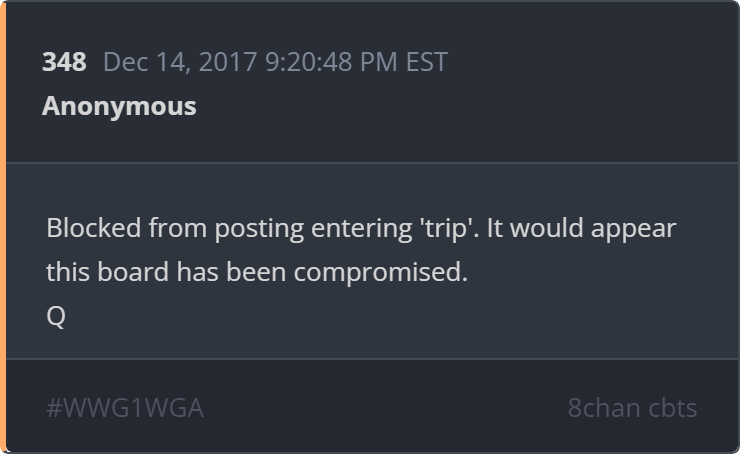 348 Dec 14, 2017 9:20:48 PM EST
Anonymous
Blocked from posting entering 'trip'. It would appear
this board has been compromised.
Q
#WWG1WGA 8chan cbts